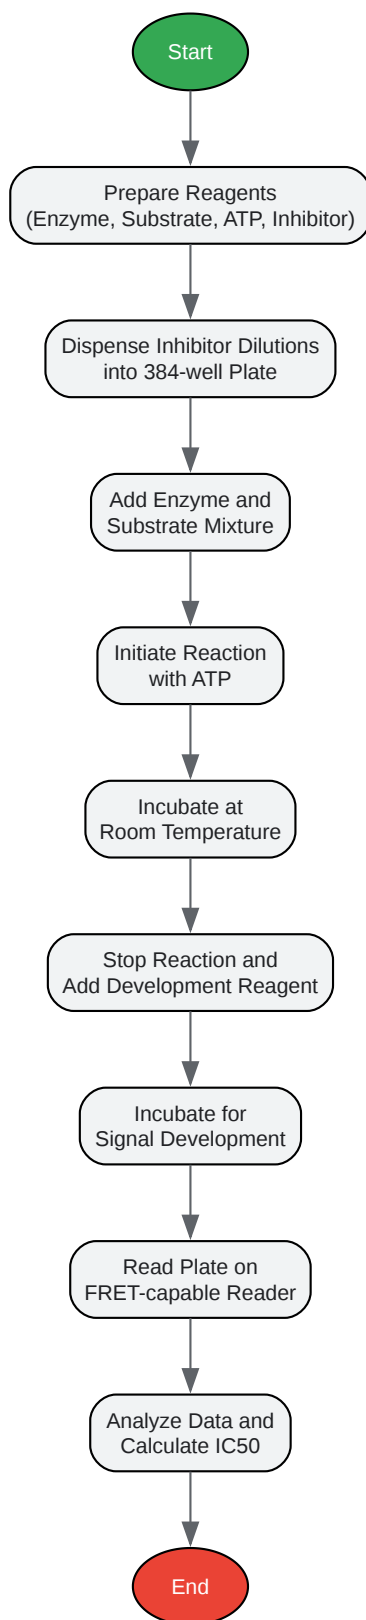 Start
Prepare Reagents
(Enzyme, Substrate, ATP, Inhibitor)
Dispense Inhibitor Dilutions
into 384-well Plate
Add Enzyme and
Substrate Mixture
Initiate Reaction
with ATP
Incubate at
Room Temperature
Stop Reaction and
Add Development Reagent
Incubate for
Signal Development
Read Plate on
FRET-capable Reader
Analyze Data and
Calculate IC50
End